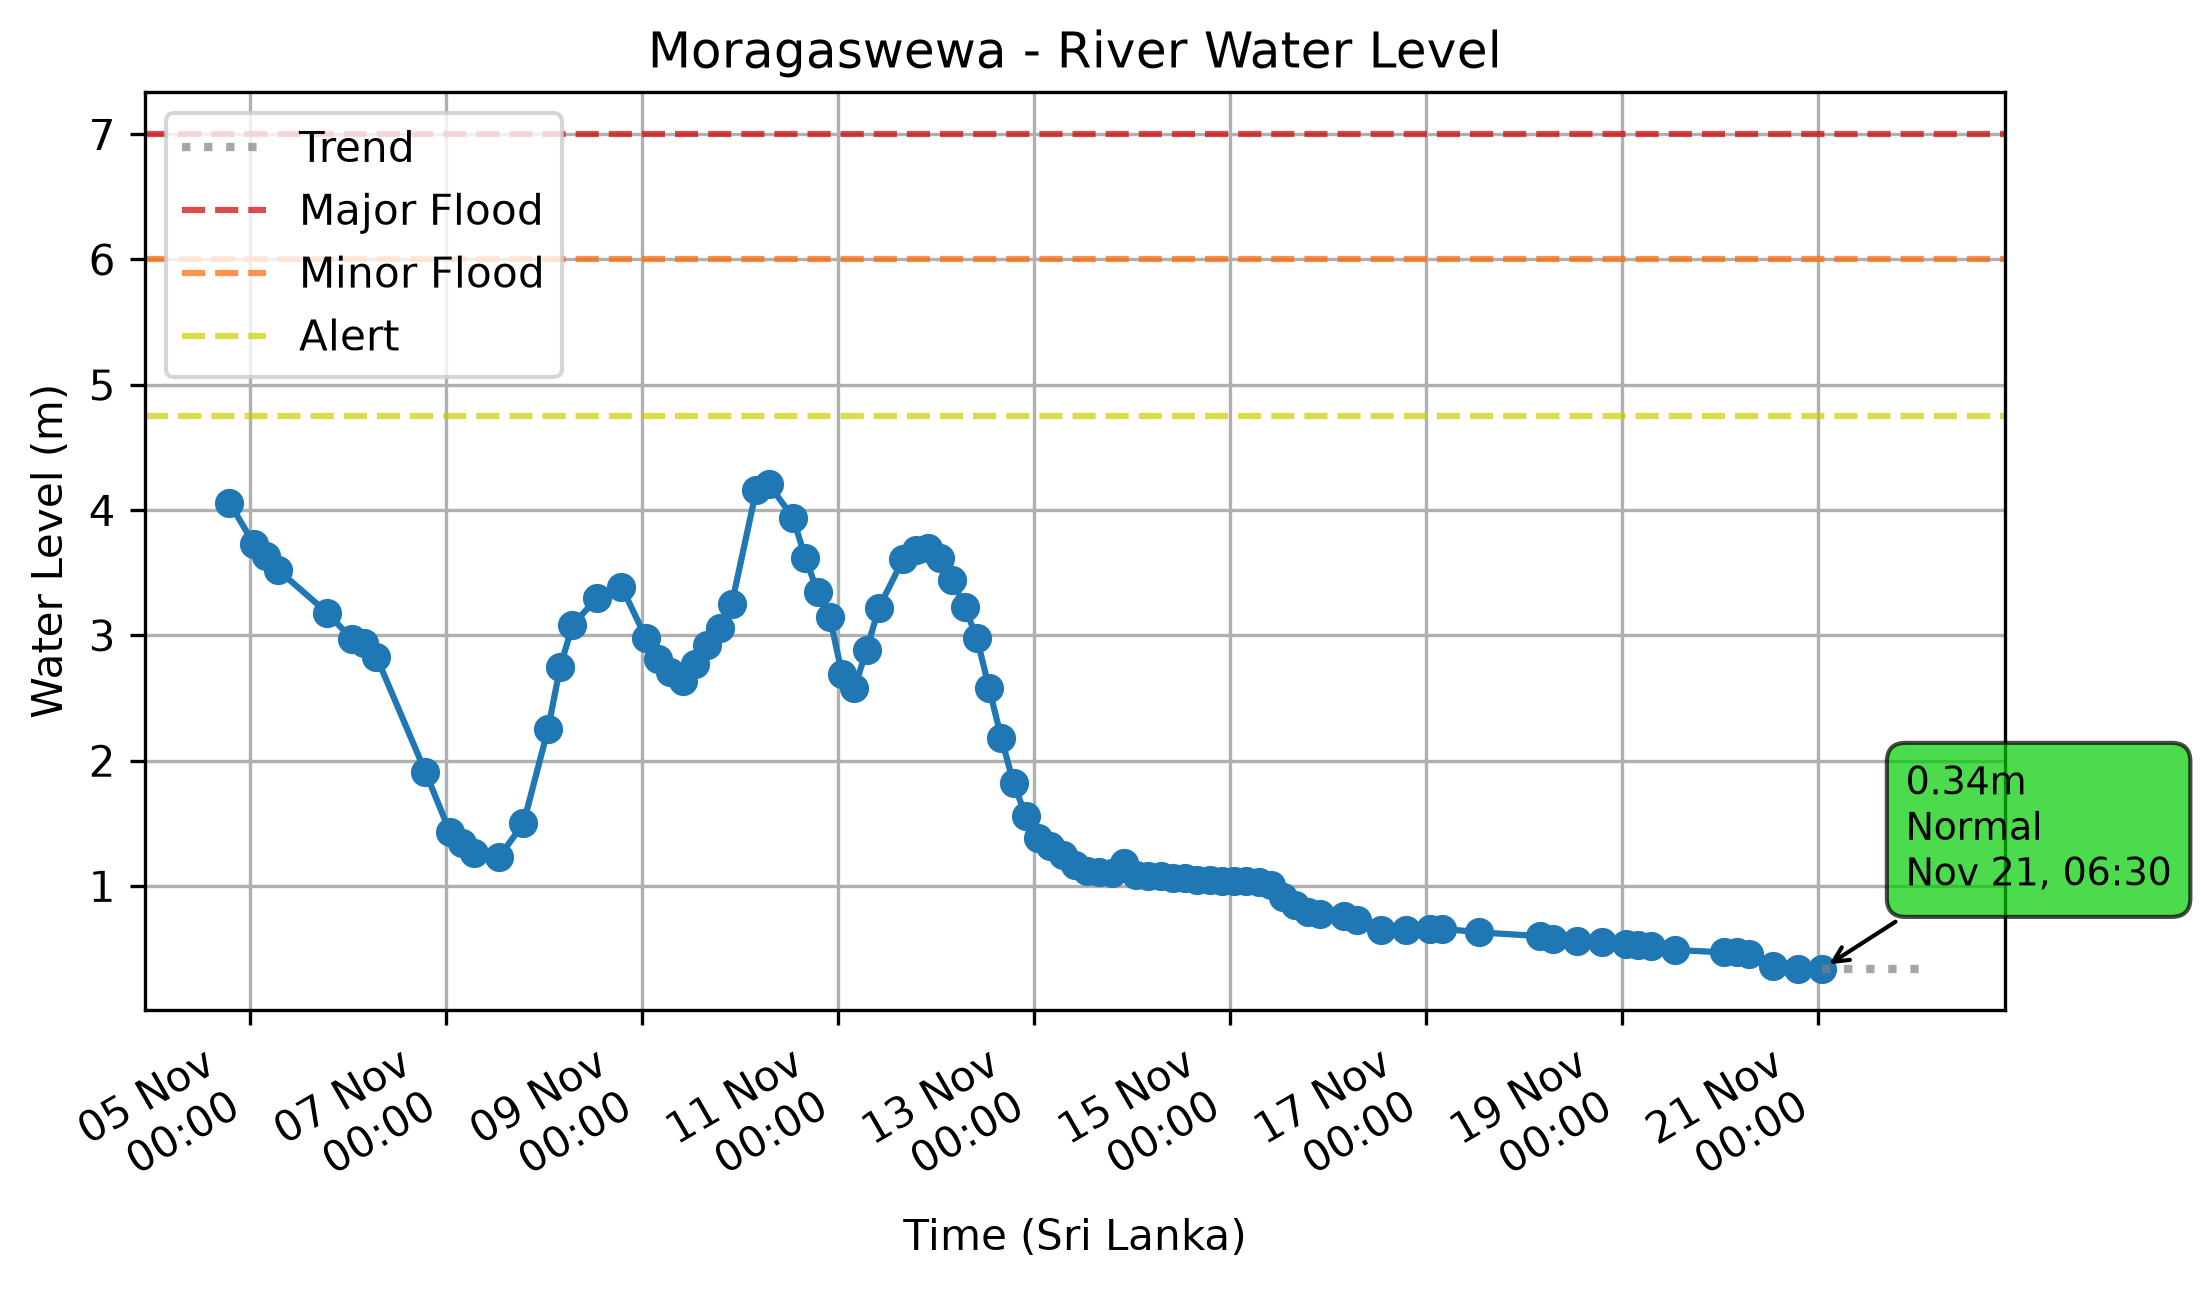 Moragaswewa - River Water Level
Trend
Major Flood
Minor Flood
Alert
7
6
5
4
3
2
1
Water Level (m)
0.34m
Normal
Nov 21, 06:30
05 Nov
00:00
07 Nov
00:00
09 Nov
00:00
11 Nov
00:00
13 Nov
00:00
15 Nov
00:00
17 Nov
00:00
19 Nov
00:00
21 Nov
00:00
Time (Sri Lanka)